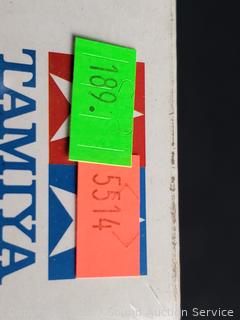 189.
5514
TAMIYA
Sound Auction Service